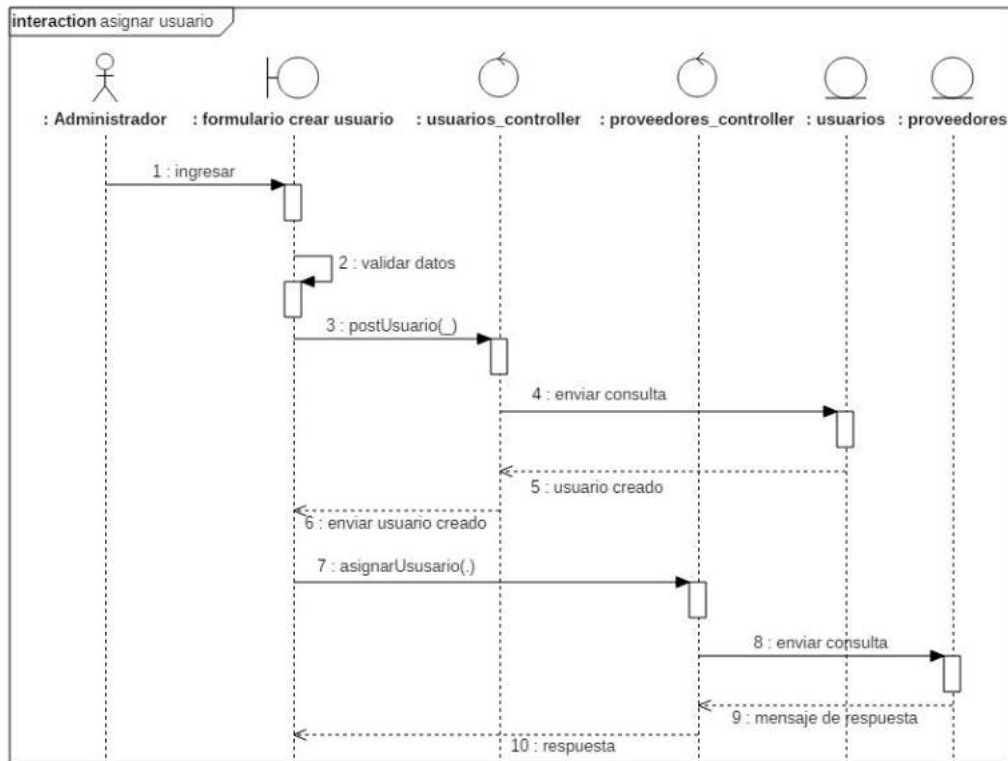 interaction asignar usuario
: Administrador : formulario crear usuario : usuarios_controller : proveedores_controller : usuarios : proveedores
1 : ingresar
2 : validar datos
3 : postUsuario(_)
4 : enviar consulta
5 : usuario creado
6 : enviar usuario creado
7 : asignarUsusario(.)
8 : enviar consulta
9 : mensaje de respuesta
10 : respuesta